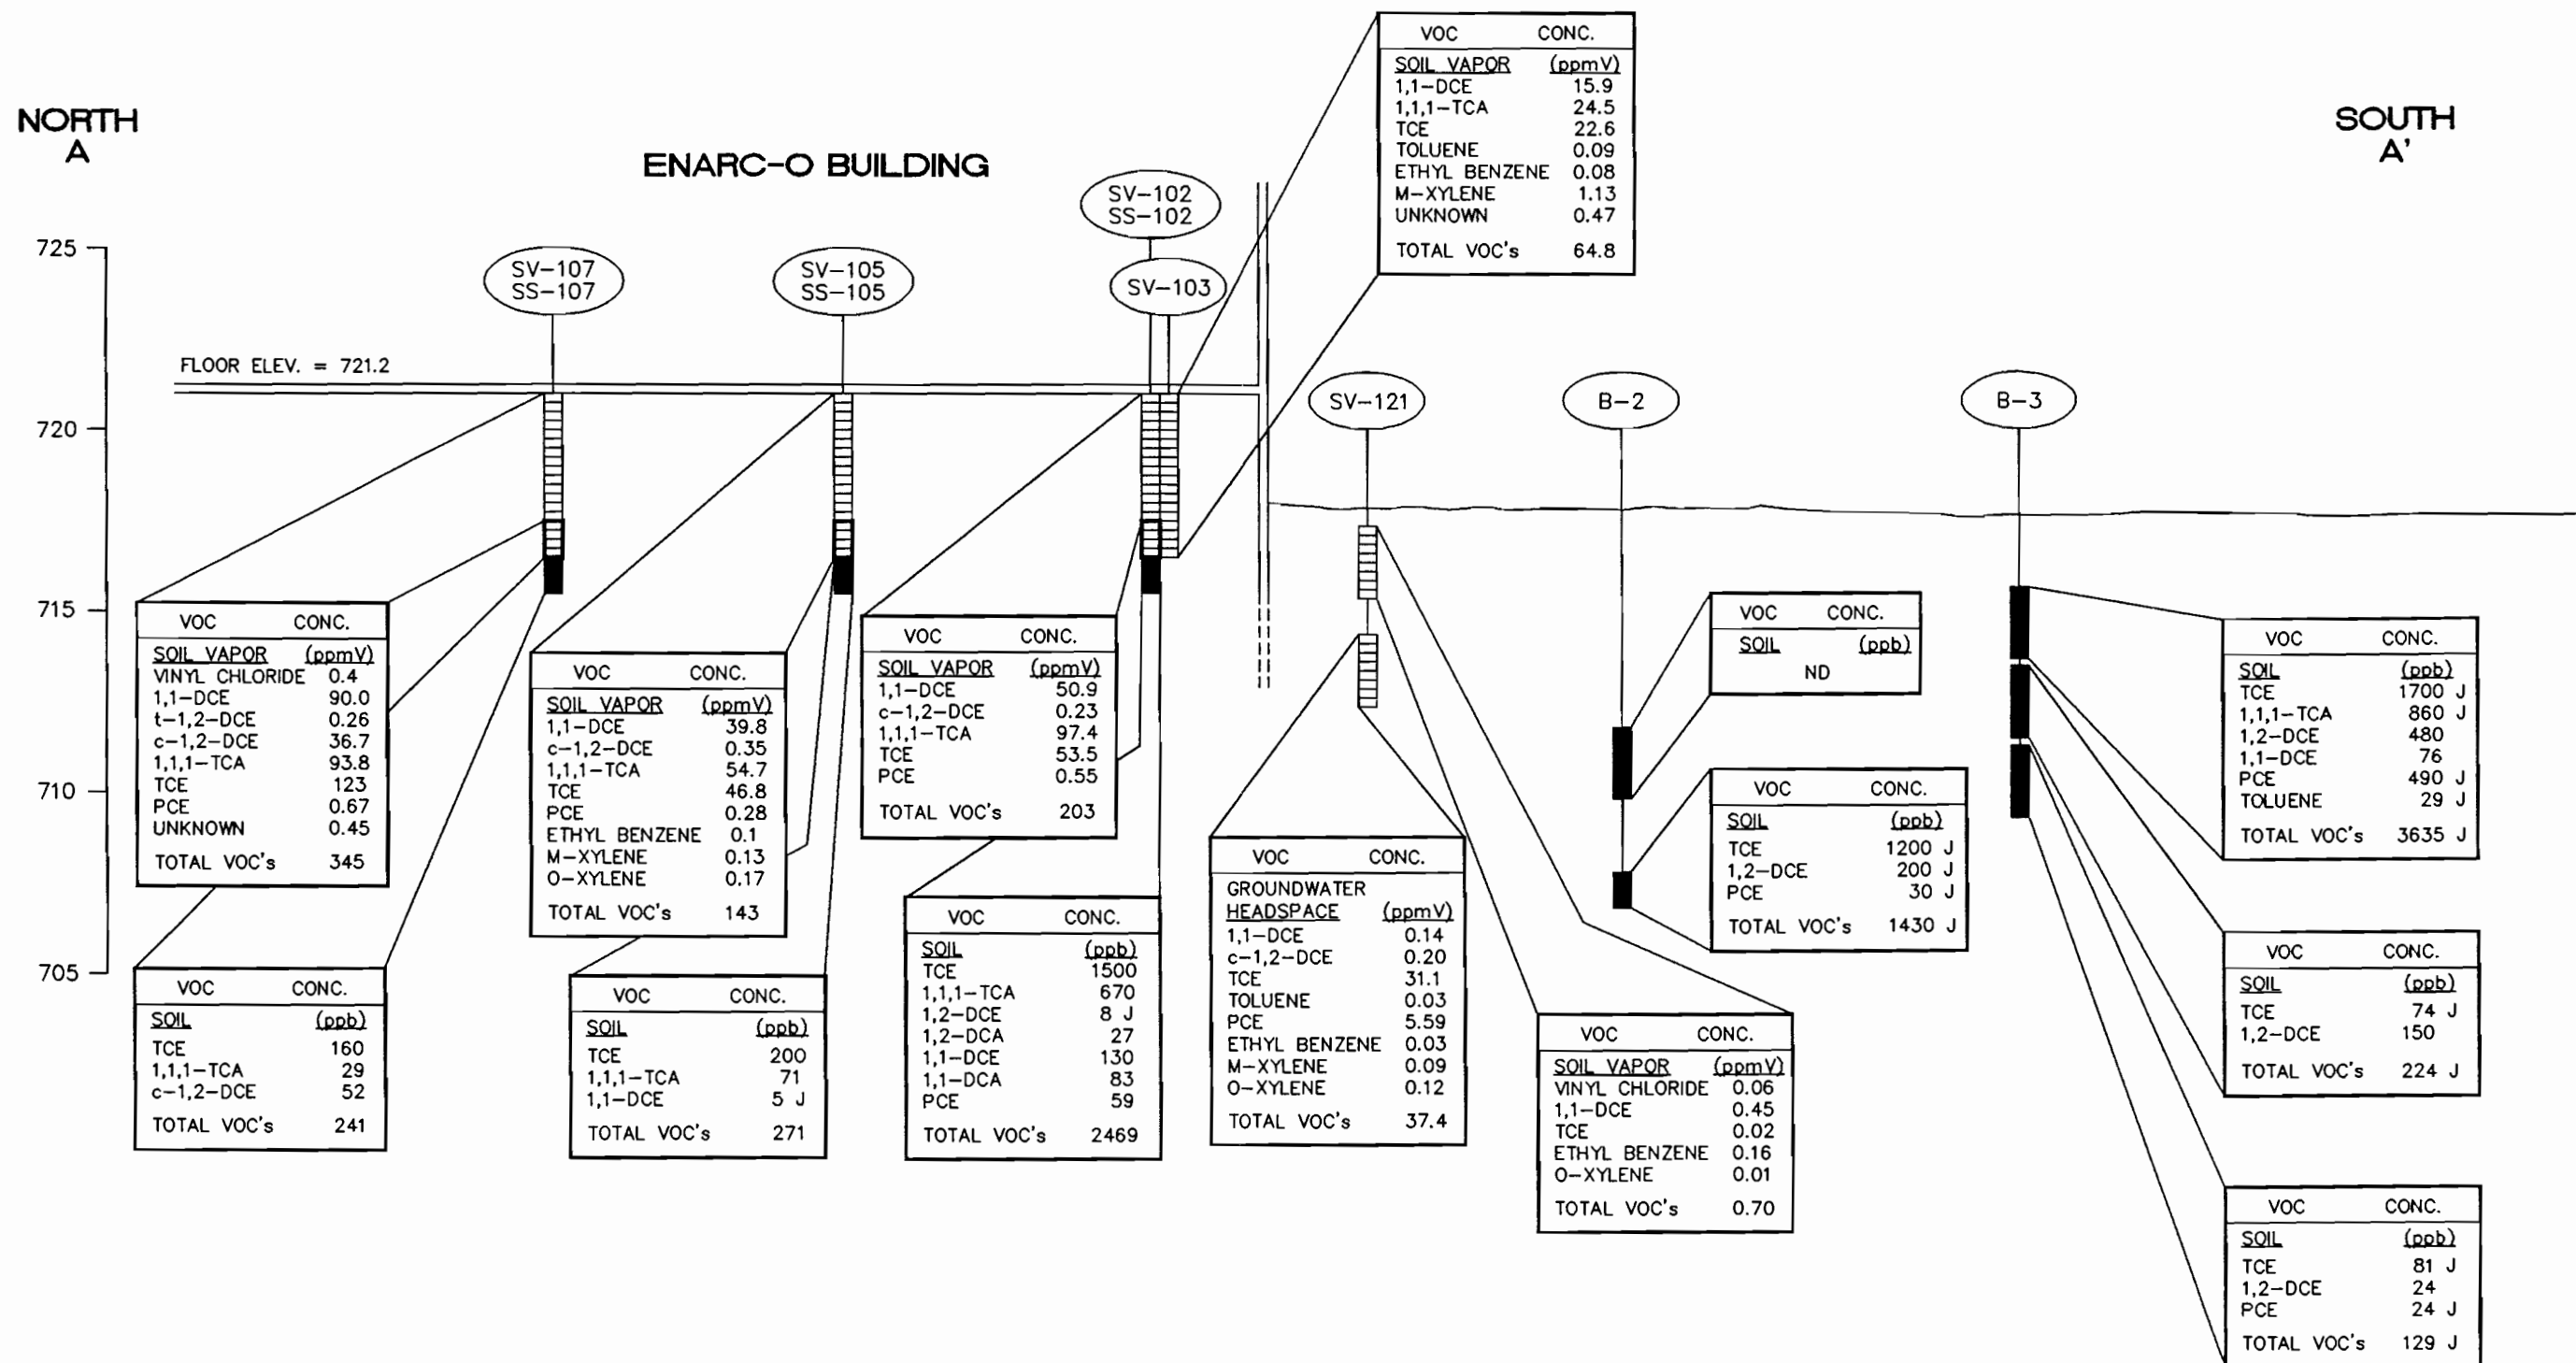 NORTH
A
ENARC-O BUILDING
SOUTH
A'
725
720
715
710
705
FLOOR ELEV. = 721.2
SV-107
SS-107
SV-105
SS-105
SV-102
SS-102
SV-103
SV-121
B-2
B-3
VOC CONC.
SOIL VAPOR (ppmV)
1,1-DCE 15.9
1,1,1-TCA 24.5
TCE 22.6
TOLUENE 0.09
ETHYL BENZENE 0.08
M-XYLENE 1.13
UNKNOWN 0.47
TOTAL VOC's 64.8
VOC CONC.
SOIL VAPOR (ppmV)
VINYL CHLORIDE 0.4
1,1-DCE 90.0
t-1,2-DCE 0.26
c-1,2-DCE 36.7
1,1,1-TCA 93.8
TCE 123
PCE 0.67
UNKNOWN 0.45
TOTAL VOC's 345
VOC CONC.
SOIL (ppb)
TCE 160
1,1,1-TCA 29
c-1,2-DCE 52
TOTAL VOC's 241
VOC CONC.
SOIL VAPOR (ppmV)
1,1-DCE 39.8
c-1,2-DCE 0.35
1,1,1-TCA 54.7
TCE 46.8
PCE 0.28
ETHYL BENZENE 0.1
M-XYLENE 0.13
O-XYLENE 0.17
TOTAL VOC's 143
VOC CONC.
SOIL (ppb)
TCE 200
1,1,1-TCA 71
1,1-DCE 5 J
TOTAL VOC's 271
VOC CONC.
SOIL VAPOR (ppmV)
1,1-DCE 50.9
c-1,2-DCE 0.23
1,1,1-TCA 97.4
TCE 53.5
PCE 0.55
TOTAL VOC's 203
VOC CONC.
SOIL (ppb)
TCE 1500
1,1,1-TCA 670
1,2-DCE 8 J
1,2-DCA 27
1,1-DCE 130
1,1-DCA 83
PCE 59
TOTAL VOC's 2469
VOC CONC.
GROUNDWATER
HEADSPACE (ppmV)
1,1-DCE 0.14
c-1,2-DCE 0.20
TCE 31.1
TOLUENE 0.03
PCE 5.59
ETHYL BENZENE 0.03
M-XYLENE 0.09
O-XYLENE 0.12
TOTAL VOC's 37.4
VOC CONC.
SOIL VAPOR (ppmV)
VINYL CHLORIDE 0.06
1,1-DCE 0.45
TCE 0.02
ETHYL BENZENE 0.16
O-XYLENE 0.01
TOTAL VOC's 0.70
VOC CONC.
SOIL (ppb)
ND
VOC CONC.
SOIL (ppb)
TCE 1200 J
1,2-DCE 200 J
PCE 30 J
TOTAL VOC's 1430 J
VOC CONC.
SOIL (ppb)
TCE 1700 J
1,1,1-TCA 860 J
1,2-DCE 480
1,1-DCE 76
PCE 490 J
TOLUENE 29 J
TOTAL VOC's 3635 J
VOC CONC.
SOIL (ppb)
TCE 74 J
1,2-DCE 150
TOTAL VOC's 224 J
VOC CONC.
SOIL (ppb)
TCE 81 J
1,2-DCE 24
PCE 24 J
TOTAL VOC's 129 J